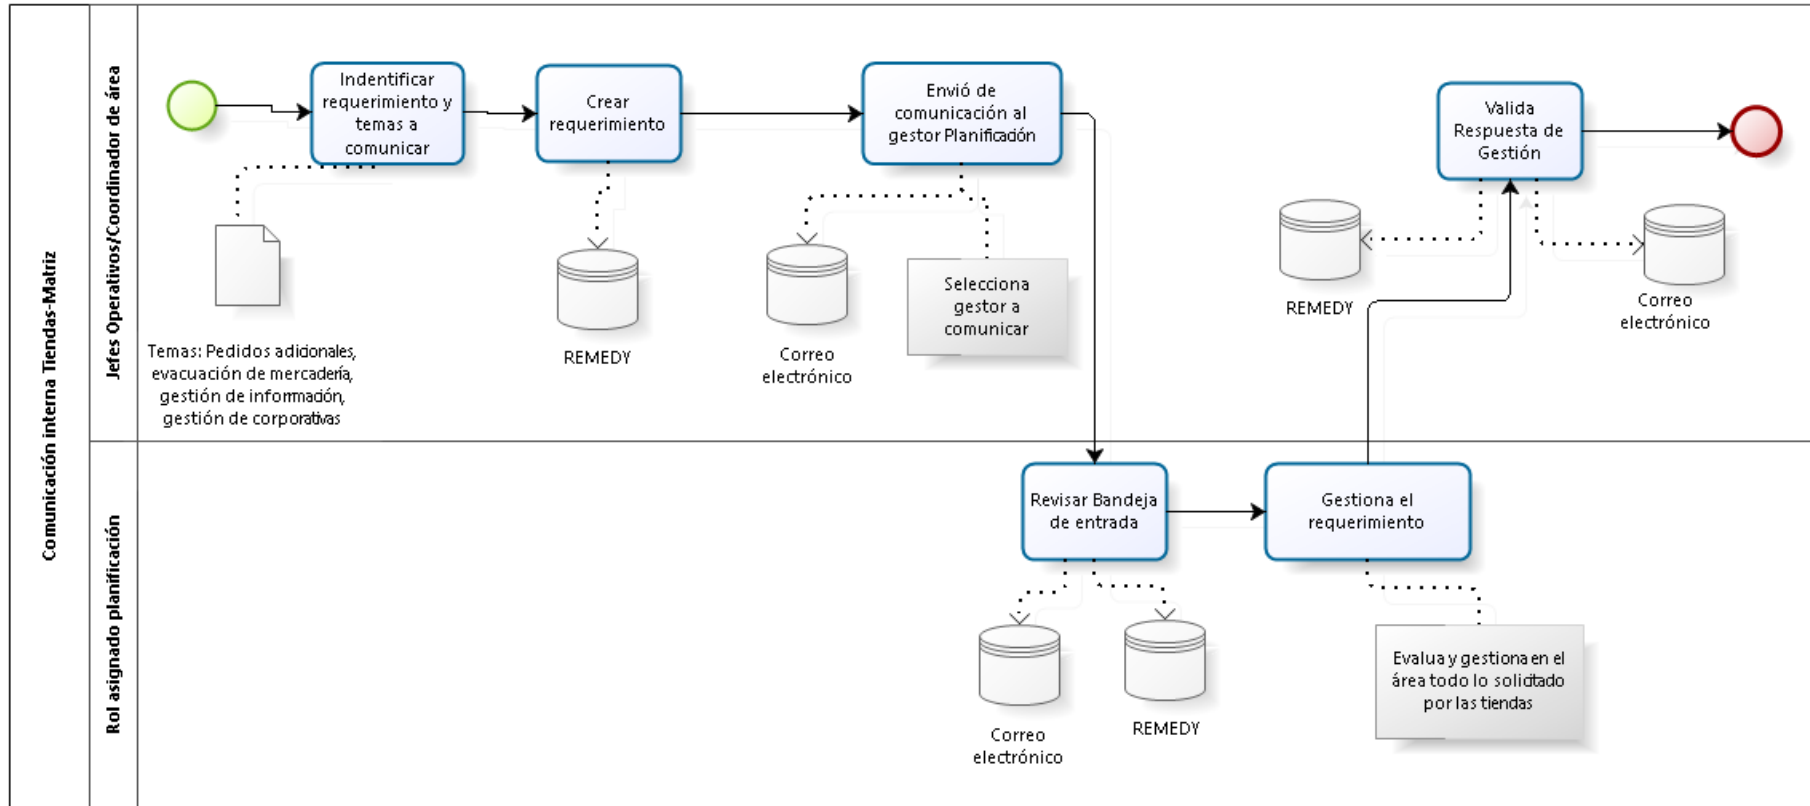 Comunicación interna Tiendas-Matriz
Jefes Operativos/Coordinador de área
Indentificar
requerimiento y
temas a
comunicar
Crear
requerimiento
Envió de
comunicación al
gestor Planificación
Valida
Respuesta de
Gestión
Temas: Pedidos adicionales,
evacuación de mercadería,
gestión de información,
gestión de corporativas
REMEDY
Correo
electrónico
Selecciona
gestor a
comunicar
REMEDY
Correo
electrónico
Rol asignado planificación
Revisar Bandeja
de entrada
Gestiona el
requerimiento
Correo
electrónico
REMEDY
Evalua y gestiona en el
área todo lo solicitado
por las tiendas